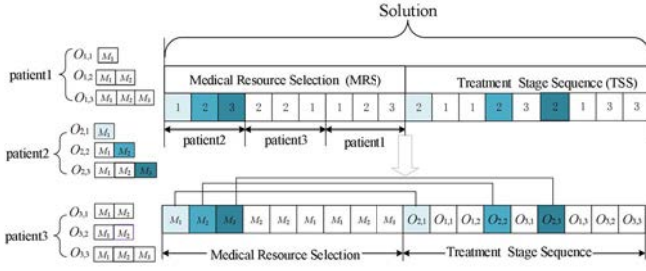 Solution
patient1
O1,1 M1
O1,2 M1 M2
O1,3 M1 M2 M3
Medical Resource Selection (MRS) Treatment Stage Sequence (TSS)
1 2 3 2 2 1 1 1 3 2 1 1 2 3 2 1 3 3
patient2 patient3 patient1
patient2
O2,1 M1
O2,2 M1 M2
O2,3 M1 M2 M3
patient3
O3,1 M1 M2
O3,2 M1 M2
O3,3 M1 M2 M3
M1 M2 M3 M2 M2 M1 M1 M1 M3 O2,1 O1,1 O1,2 O2,2 O3,1 O2,3 O1,3 O3,2 O3,3
Medical Resource Selection Treatment Stage Sequence